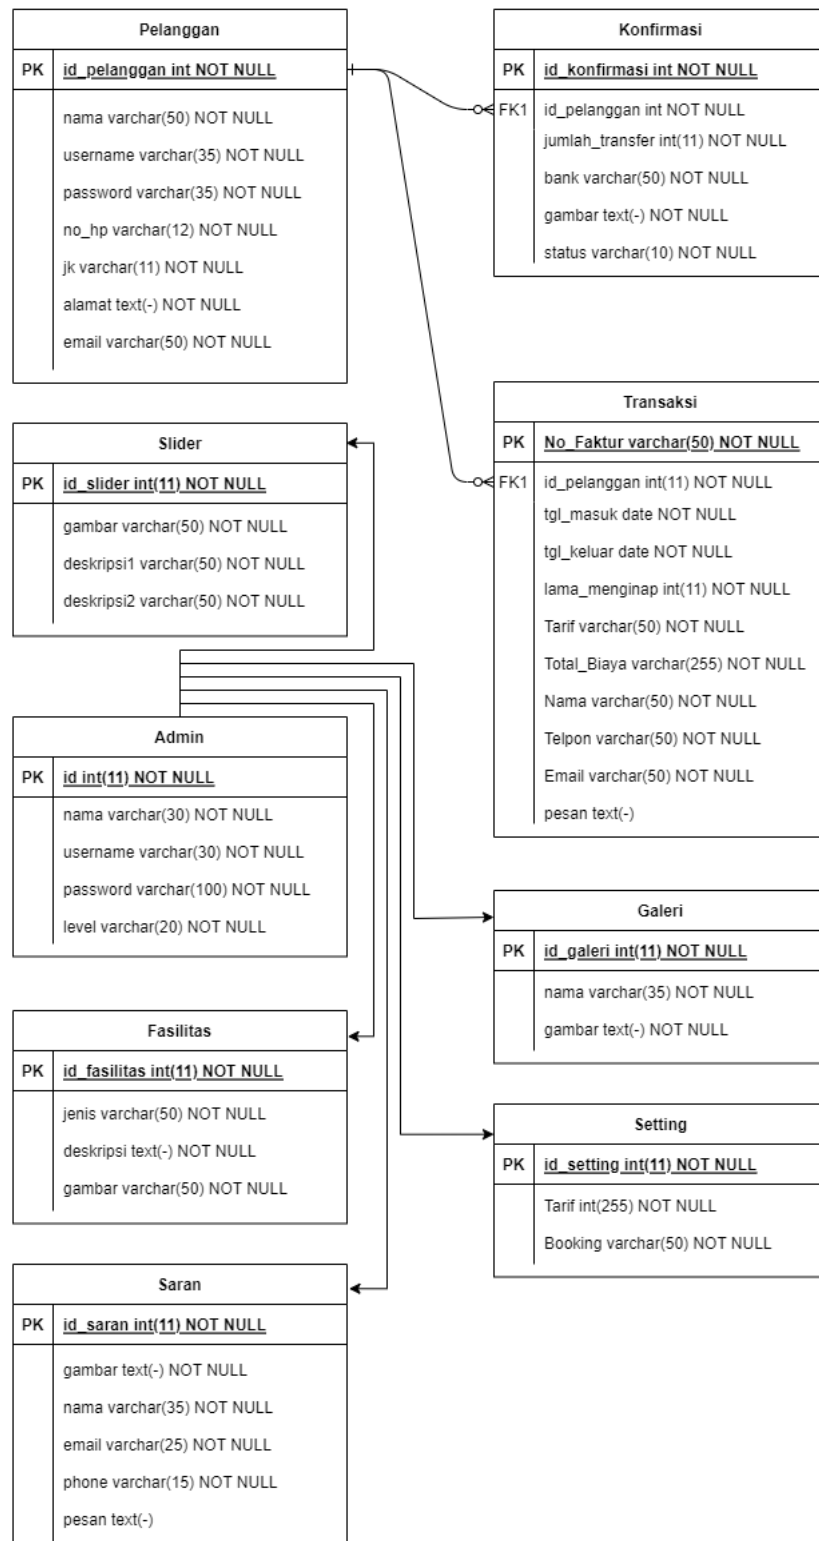 Pelanggan
PK id_pelanggan int NOT NULL
nama varchar(50) NOT NULL
username varchar(35) NOT NULL
password varchar(35) NOT NULL
no_hp varchar(12) NOT NULL
jk varchar(11) NOT NULL
alamat text(-) NOT NULL
email varchar(50) NOT NULL
Konfirmasi
PK id_konfirmasi int NOT NULL
FK1 id_pelanggan int NOT NULL
jumlah_transfer int(11) NOT NULL
bank varchar(50) NOT NULL
gambar text(-) NOT NULL
status varchar(10) NOT NULL
Slider
PK id_slider int(11) NOT NULL
gambar varchar(50) NOT NULL
deskripsi1 varchar(50) NOT NULL
deskripsi2 varchar(50) NOT NULL
Transaksi
PK No_Faktur varchar(50) NOT NULL
FK1 id_pelanggan int(11) NOT NULL
tgl_masuk date NOT NULL
tgl_keluar date NOT NULL
lama_menginap int(11) NOT NULL
Tarif varchar(50) NOT NULL
Total_Biaya varchar(255) NOT NULL
Nama varchar(50) NOT NULL
Telpon varchar(50) NOT NULL
Email varchar(50) NOT NULL
pesan text(-)
Admin
PK id int(11) NOT NULL
nama varchar(30) NOT NULL
username varchar(30) NOT NULL
password varchar(100) NOT NULL
level varchar(20) NOT NULL
Galeri
PK id_galeri int(11) NOT NULL
nama varchar(35) NOT NULL
gambar text(-) NOT NULL
Fasilitas
PK id_fasilitas int(11) NOT NULL
jenis varchar(50) NOT NULL
deskripsi text(-) NOT NULL
gambar varchar(50) NOT NULL
Setting
PK id_setting int(11) NOT NULL
Tarif int(255) NOT NULL
Booking varchar(50) NOT NULL
Saran
PK id_saran int(11) NOT NULL
gambar text(-) NOT NULL
nama varchar(35) NOT NULL
email varchar(25) NOT NULL
phone varchar(15) NOT NULL
pesan text(-)